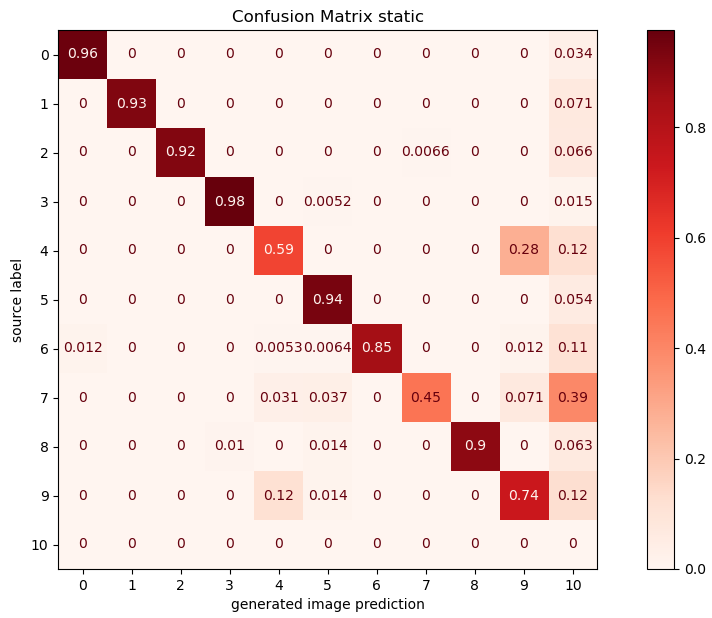 Confusion Matrix static
0 0.96 0 0 0 0 0 0 0 0 0 0.034
1 0 0.93 0 0 0 0 0 0 0 0 0.071
2 0 0 0.92 0 0 0 0 0.0066 0 0 0.066
3 0 0 0 0.98 0 0.0052 0 0 0 0 0.015
4 0 0 0 0 0.59 0 0 0 0 0.28 0.12
5 0 0 0 0 0 0.94 0 0 0 0 0.054
6 0.012 0 0 0 0.0053 0.0064 0.85 0 0 0.012 0.11
7 0 0 0 0 0.031 0.037 0 0.45 0 0.071 0.39
8 0 0 0 0.01 0 0.014 0 0 0.9 0 0.063
9 0 0 0 0 0.12 0.014 0 0 0 0.74 0.12
10 0 0 0 0 0 0 0 0 0 0 0
0 1 2 3 4 5 6 7 8 9 10
source label
generated image prediction
0.8
0.6
0.4
0.2
0.0